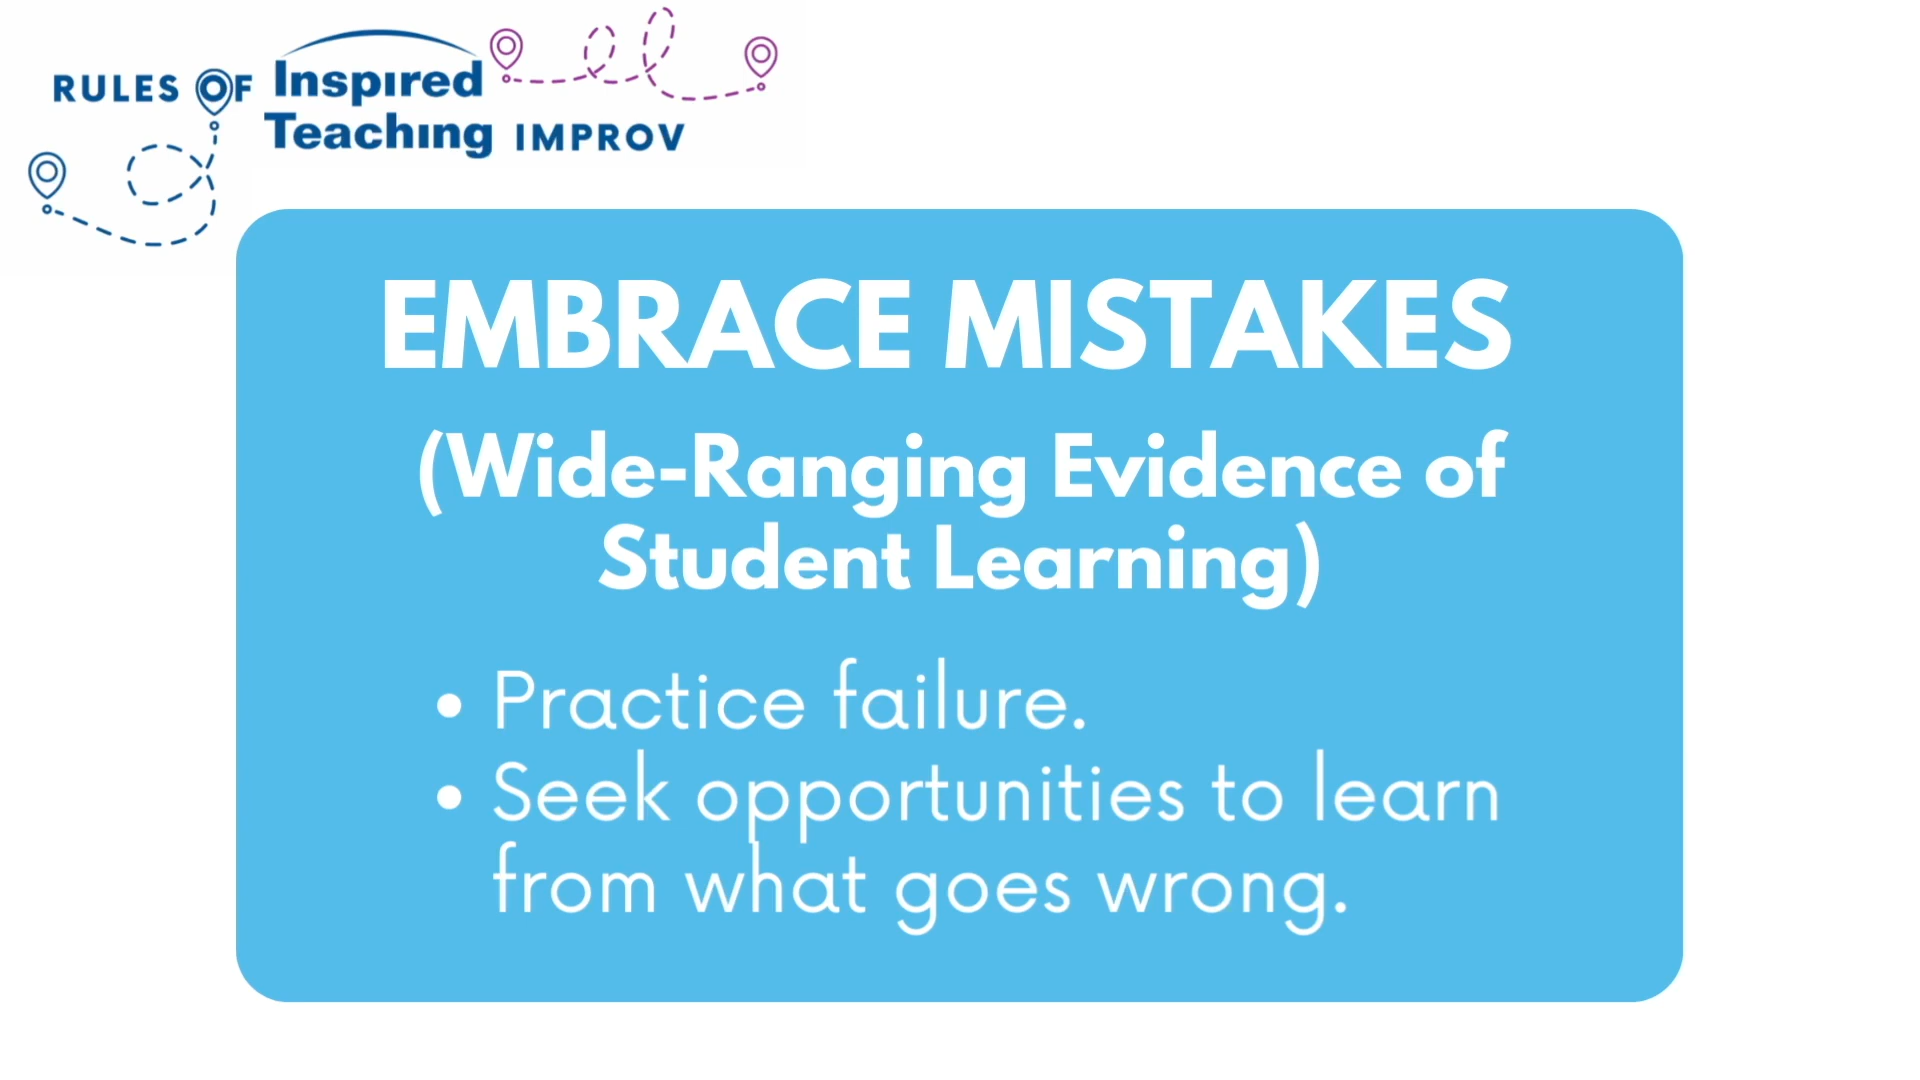 RULES OF Inspired
Teaching IMPROV
EMBRACE MISTAKES
(Wide-Ranging Evidence of
Student Learning)
• Practice failure.
• Seek opportunities to learn
from what goes wrong.